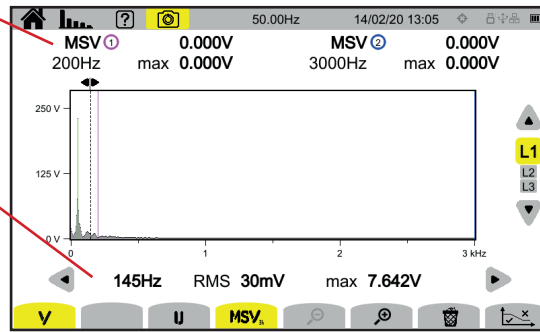 ? 50.00Hz 14/02/20 13:05
MSV 1 0.000V MSV 2 0.000V
200Hz max 0.000V 3000Hz max 0.000V
250 V
125 V
0 V
0 1 2 3 kHz
L1
L2
L3
145Hz RMS 30mV max 7.642V
V U MSV